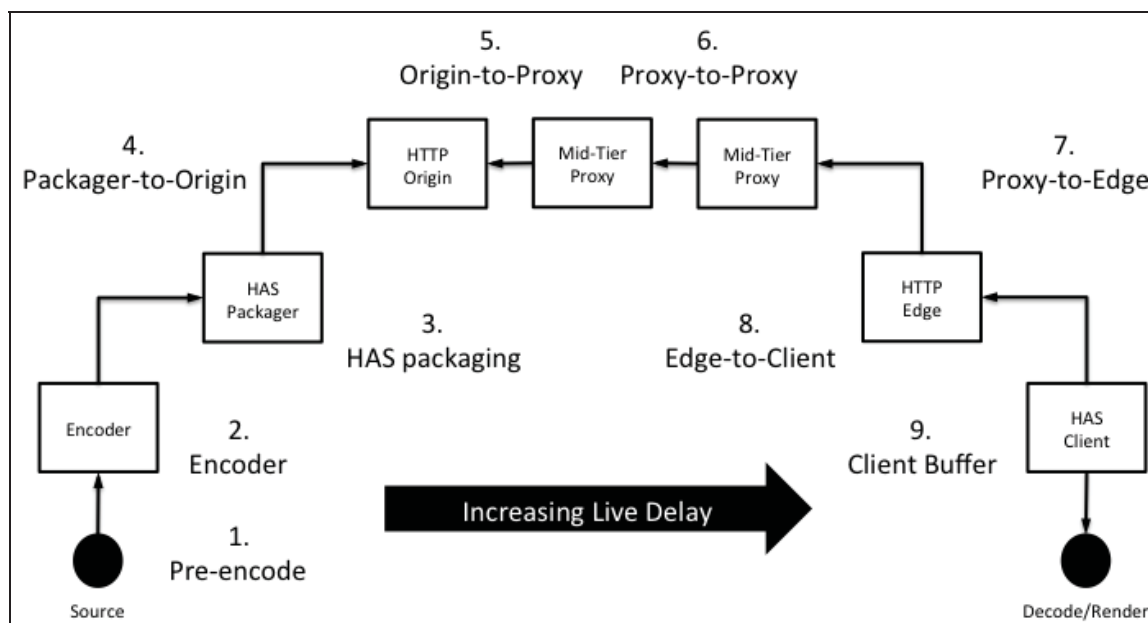 5.
Origin-to-Proxy
6.
Proxy-to-Proxy
4.
Packager-to-Origin
HTTP
Origin
Mid-Tier
Proxy
Mid-Tier
Proxy
7.
Proxy-to-Edge
HAS
Packager
3.
HAS packaging
8.
Edge-to-Client
HTTP
Edge
Encoder
2.
Encoder
9.
Client Buffer
HAS
Client
Increasing Live Delay
1.
Pre-encode
Source
Decode/Render